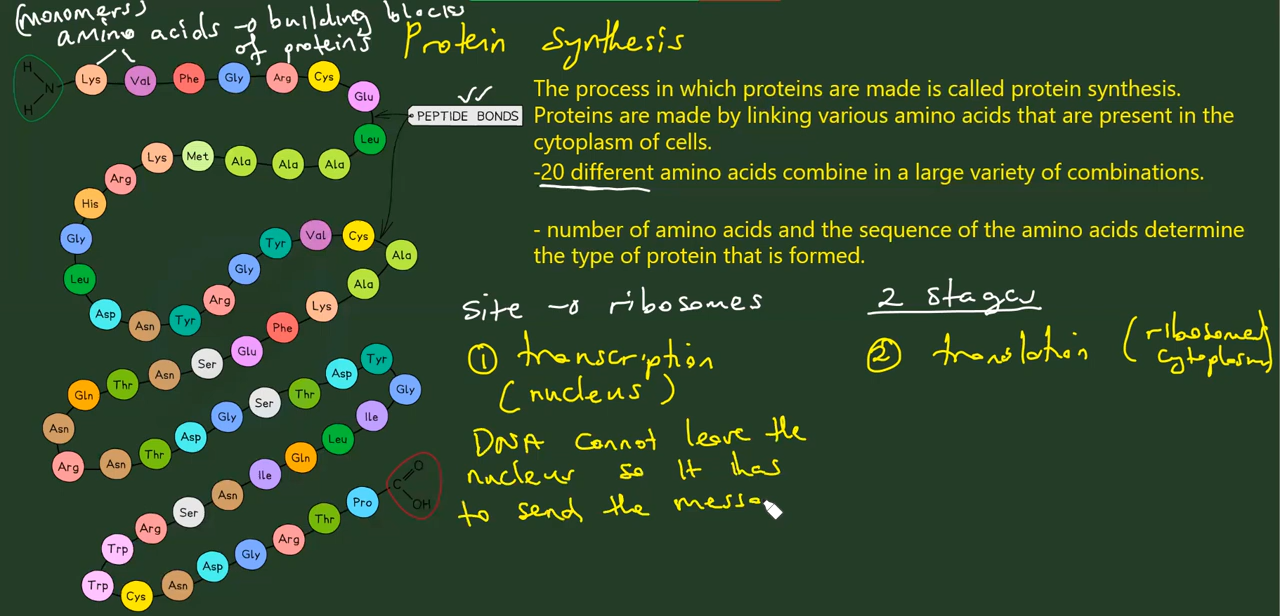 (monomers)
amino acids → building blocks
of proteins
Protein Synthesis
The process in which proteins are made is called protein synthesis.
Proteins are made by linking various amino acids that are present in the
cytoplasm of cells.
-20 different amino acids combine in a large variety of combinations.
- number of amino acids and the sequence of the amino acids determine
the type of protein that is formed.
PEPTIDE BONDS
H
N
H
Lys Val Phe Gly Arg Cys
Glu
Leu
Lys Met Ala Ala Ala
Arg
His
Gly
Leu
Asp Asn Tyr Arg Gly Tyr Val Cys
Ala
Ala
Lys
Phe
Glu
Ser
Asn
Thr
Gln
Asn
Arg Asn Thr Asp Gly Ser Thr Asp Tyr
Gly
Ile
Leu
Gln
Ile
Asn
Ser
Arg
Trp
Trp
Cys Asn Asp Gly Arg Thr Pro
C O
OH
site → ribosomes
① transcription
(nucleus)
DNA cannot leave the
nucleus so it has
to send the messa
2 stages
② translation (ribosomes/
cytoplasm)